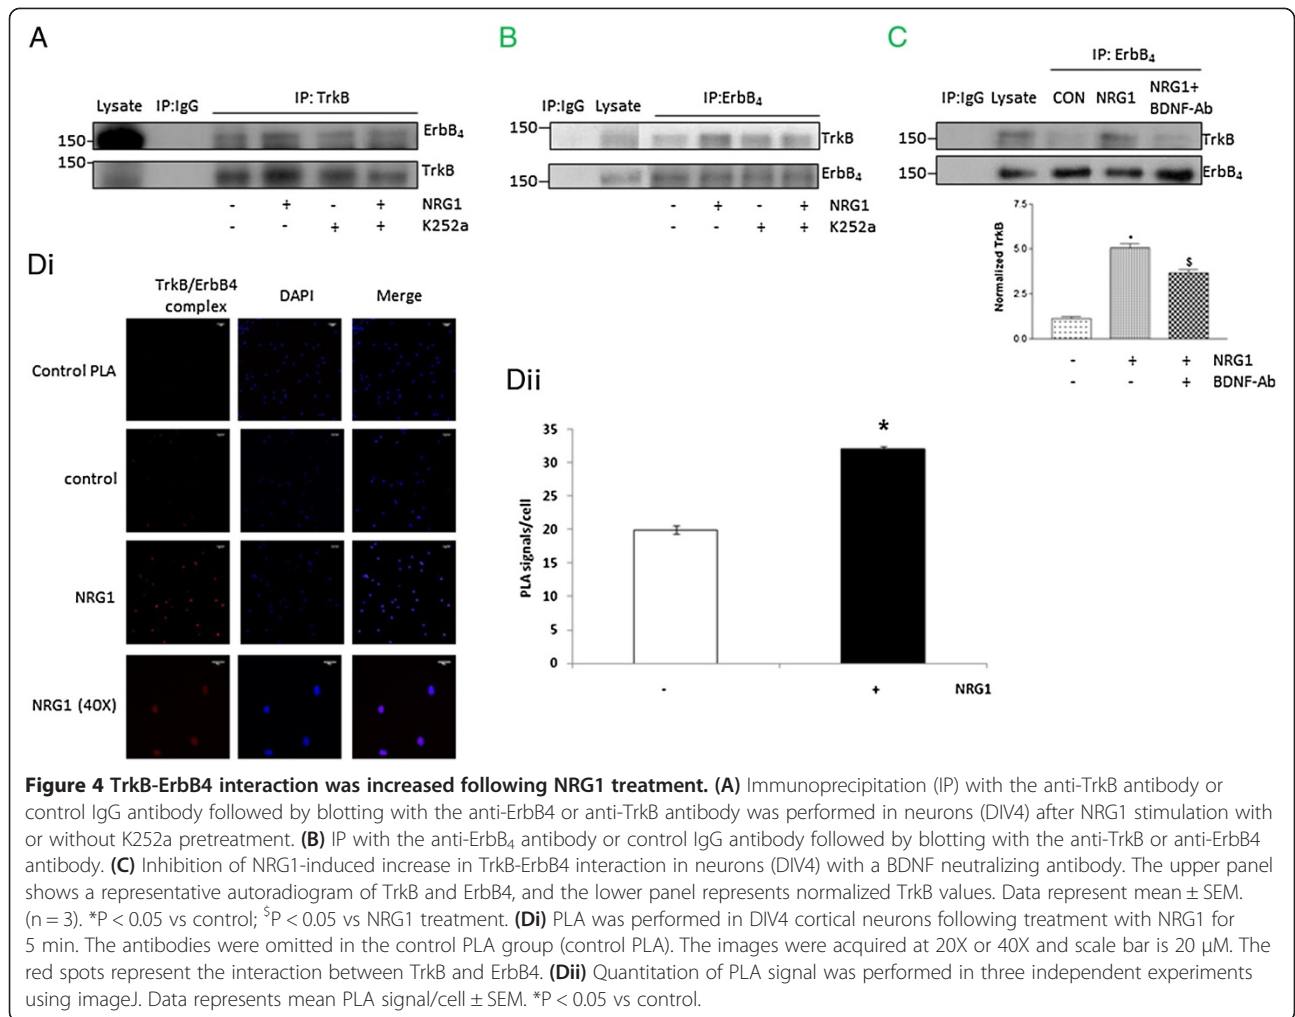 A
Lysate IP:IgG IP: TrkB
150 ErbB₄
150 TrkB
- + - + NRG1
- - + + K252a
B
IP:IgG Lysate IP:ErbB₄
150 TrkB
150 ErbB₄
- + - + NRG1
- - + + K252a
C
IP: ErbB₄
IP:IgG Lysate CON NRG1 NRG1+
BDNF-Ab
150 TrkB
150 ErbB₄
Normalized TrkB
7.5
5.0
2.5
0.0
*
$
- + + NRG1
- - + BDNF-Ab
Di
TrkB/ErbB4
complex
DAPI
Merge
Control PLA
control
NRG1
NRG1 (40X)
Dii
PLA signals/cell
35
30
25
20
15
10
5
0
*
- + NRG1
Figure 4 TrkB-ErbB4 interaction was increased following NRG1 treatment. (A) Immunoprecipitation (IP) with the anti-TrkB antibody or
control IgG antibody followed by blotting with the anti-ErbB4 or anti-TrkB antibody was performed in neurons (DIV4) after NRG1 stimulation with
or without K252a pretreatment. (B) IP with the anti-ErbB₄ antibody or control IgG antibody followed by blotting with the anti-TrkB or anti-ErbB4
antibody. (C) Inhibition of NRG1-induced increase in TrkB-ErbB4 interaction in neurons (DIV4) with a BDNF neutralizing antibody. The upper panel
shows a representative autoradiogram of TrkB and ErbB4, and the lower panel represents normalized TrkB values. Data represent mean ± SEM.
(n = 3). *P < 0.05 vs control; $P < 0.05 vs NRG1 treatment. (Di) PLA was performed in DIV4 cortical neurons following treatment with NRG1 for
5 min. The antibodies were omitted in the control PLA group (control PLA). The images were acquired at 20X or 40X and scale bar is 20 μM. The
red spots represent the interaction between TrkB and ErbB4. (Dii) Quantitation of PLA signal was performed in three independent experiments
using imageJ. Data represents mean PLA signal/cell ± SEM. *P < 0.05 vs control.